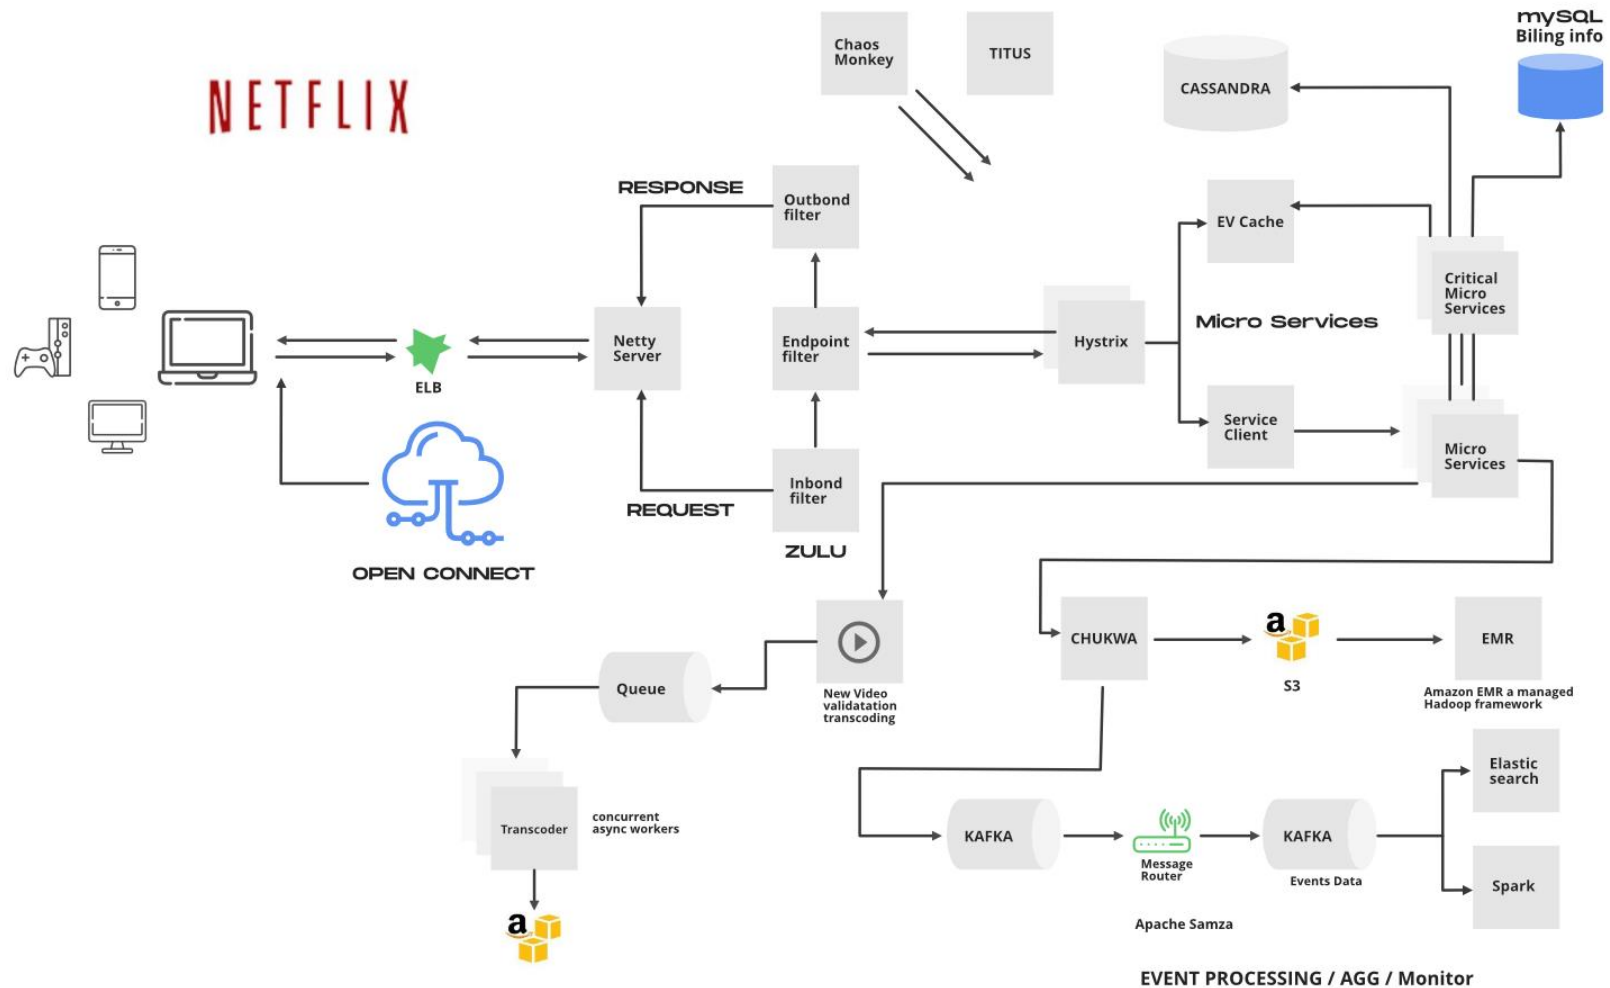 NETFLIX
Chaos
Monkey
TITUS
CASSANDRA
mySQL
Biling info
RESPONSE
Outbond
filter
EV Cache
Critical
Micro
Services
Netty
Server
Endpoint
filter
Hystrix
Micro Services
ELB
Service
Client
Micro
Services
REQUEST
Inbond
filter
ZULU
OPEN CONNECT
New Video
validatation
transcoding
Queue
CHUKWA
a
S3
EMR
Amazon EMR a managed
Hadoop framework
Transcoder
concurrent
async workers
a
KAFKA
Message
Router
KAFKA
Events Data
Elastic
search
Spark
Apache Samza
EVENT PROCESSING / AGG / Monitor